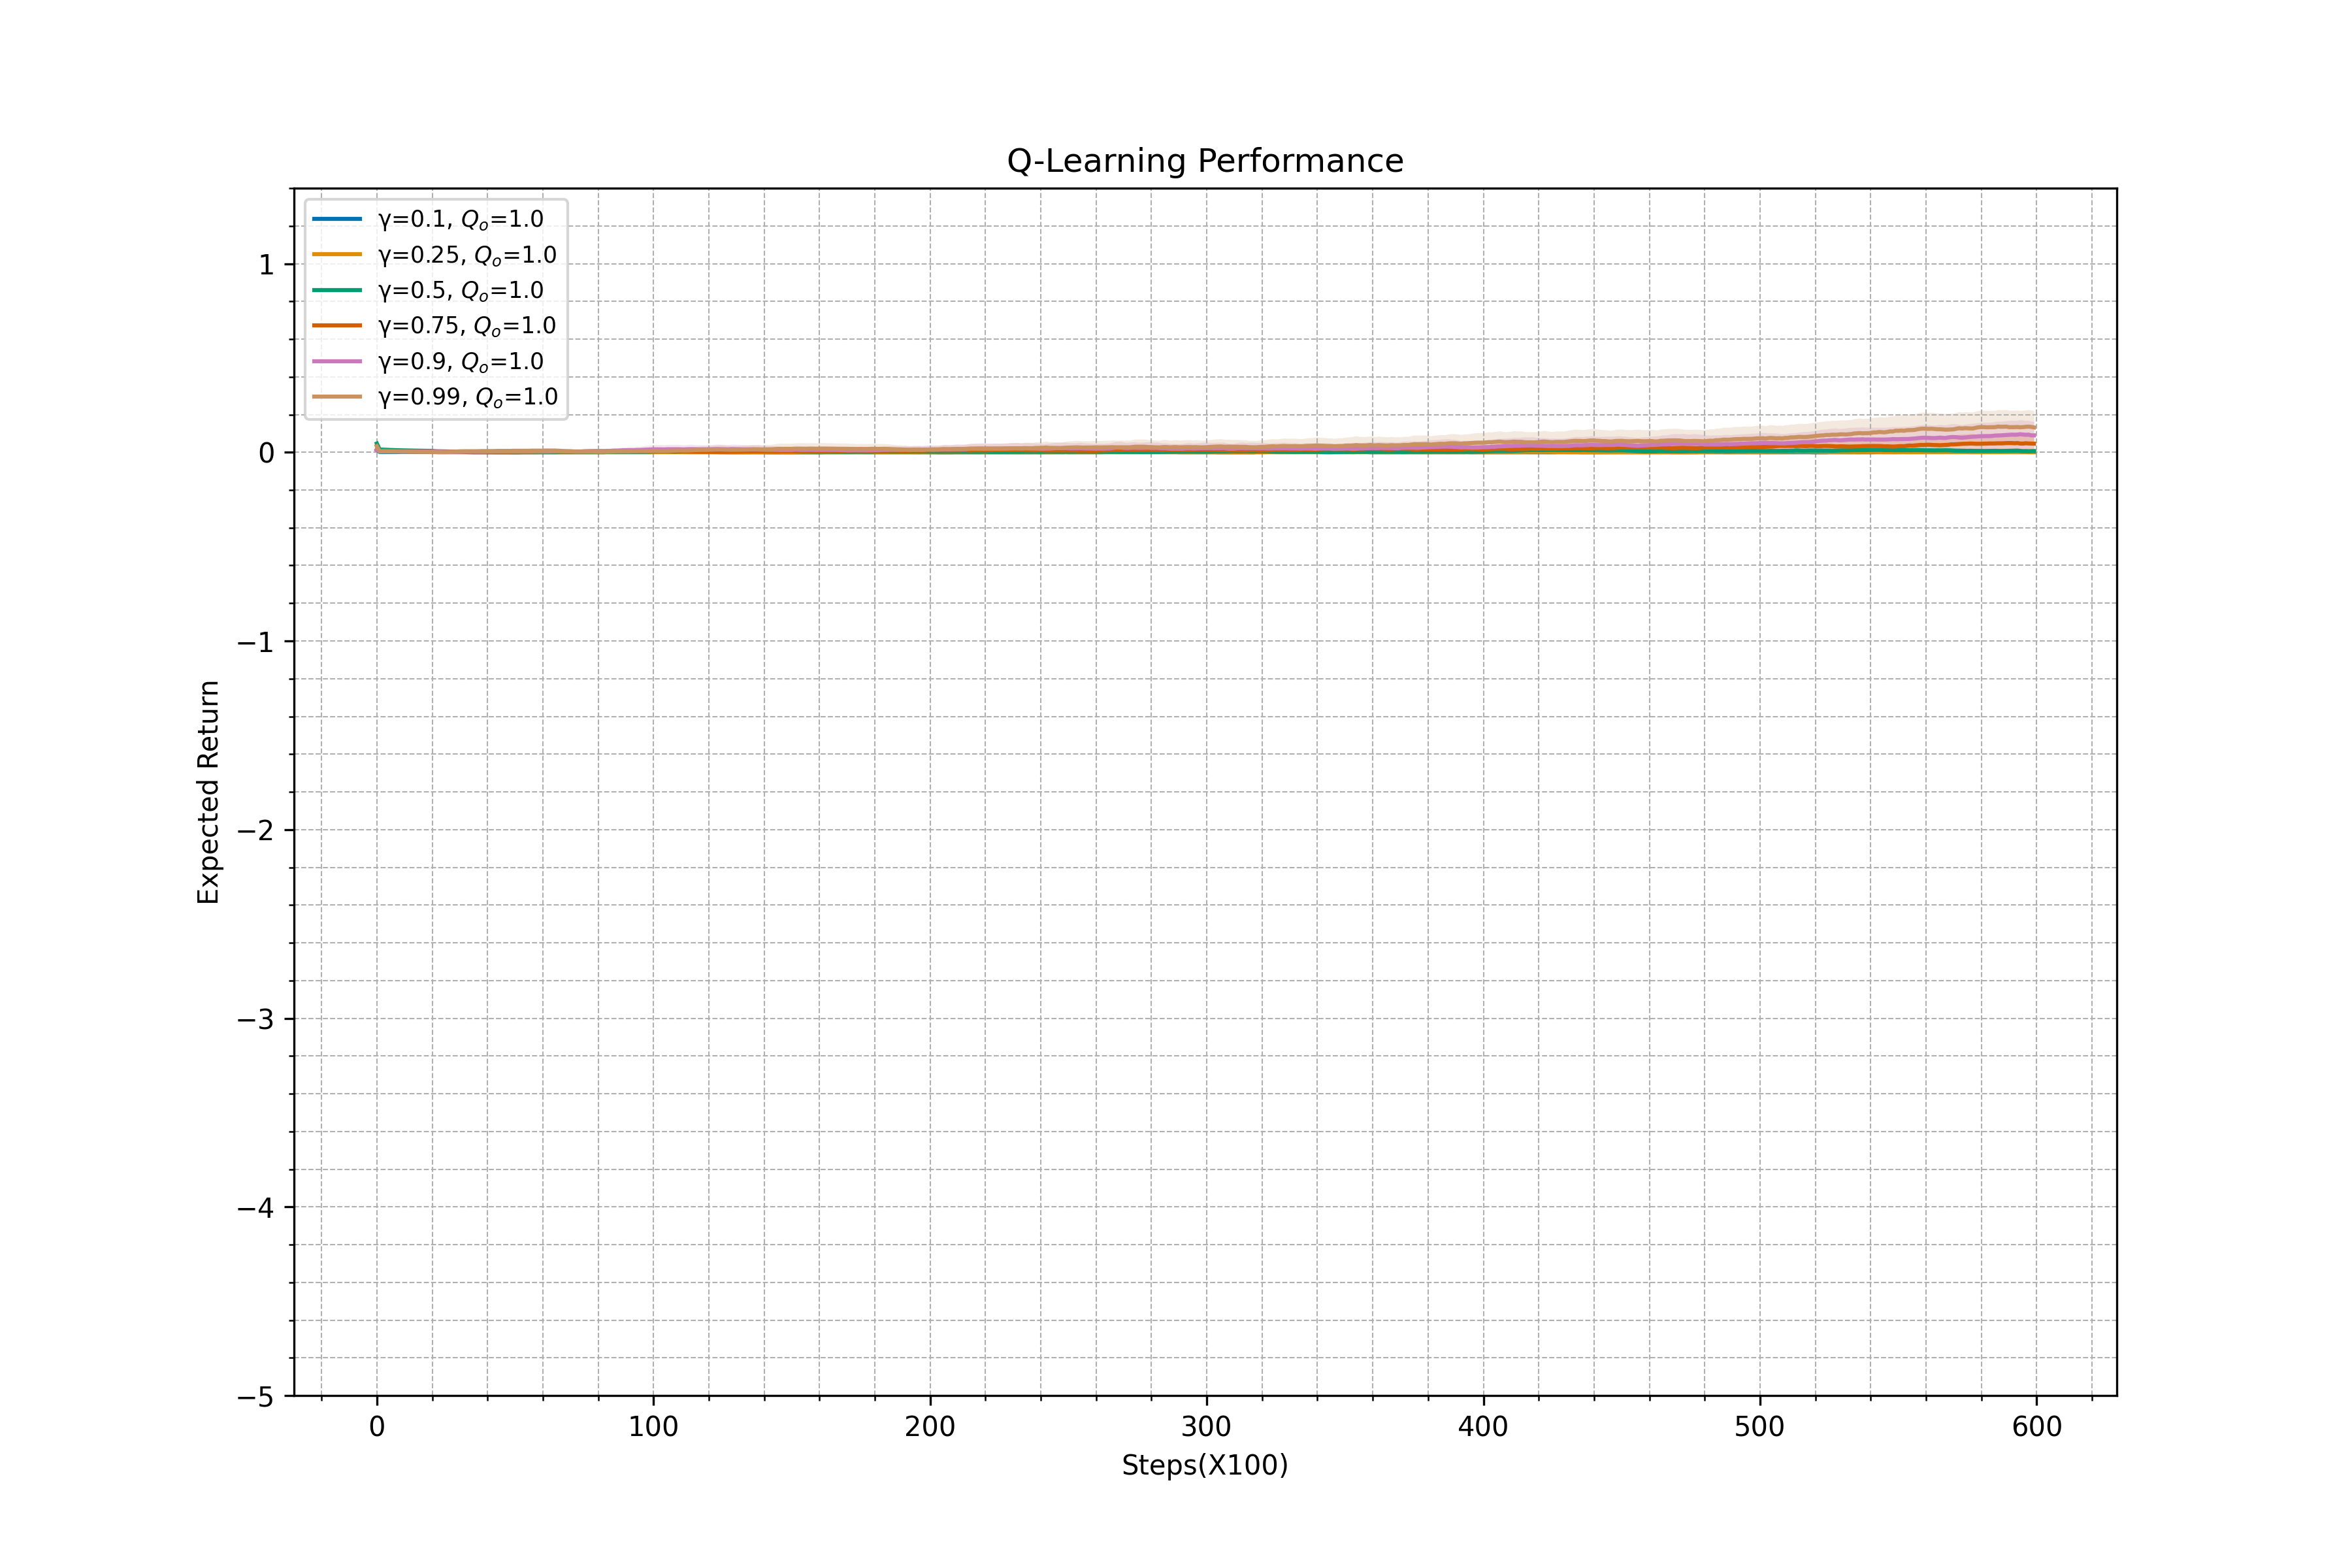 Q-Learning Performance
γ=0.1, Qₒ=1.0
γ=0.25, Qₒ=1.0
γ=0.5, Qₒ=1.0
γ=0.75, Qₒ=1.0
γ=0.9, Qₒ=1.0
γ=0.99, Qₒ=1.0
1
0
−1
−2
−3
−4
−5
Expected Return
0 100 200 300 400 500 600
Steps(X100)